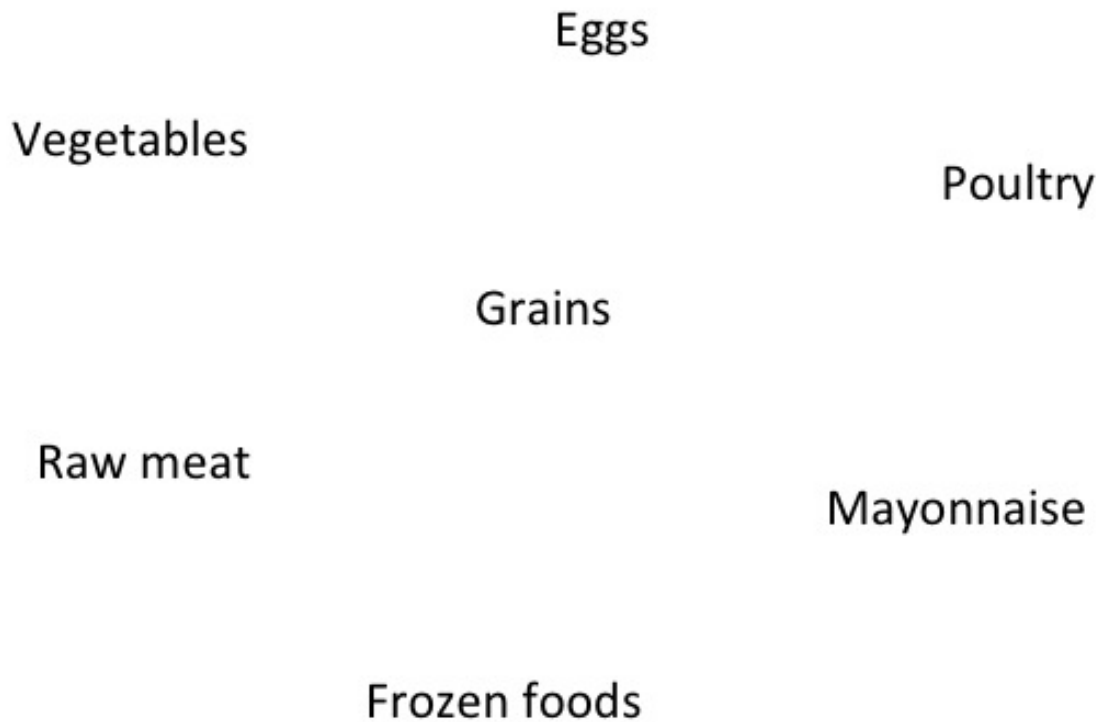 Eggs
Vegetables
Poultry
Grains
Raw meat
Mayonnaise
Frozen foods